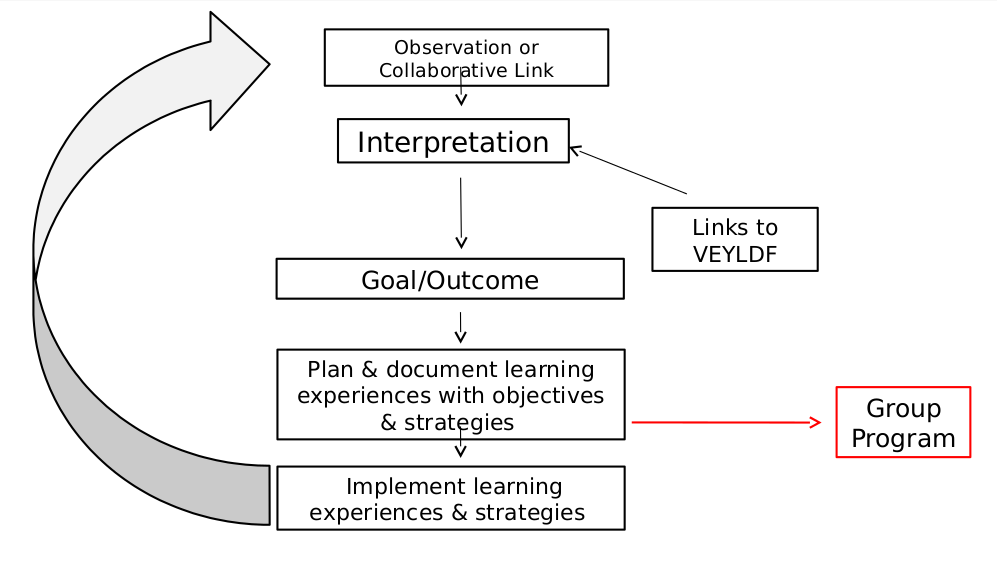 Observation or
Collaborative Link
Interpretation
Links to
VEYLDF
Goal/Outcome
Plan & document learning
experiences with objectives
& strategies
Group
Program
Implement learning
experiences & strategies